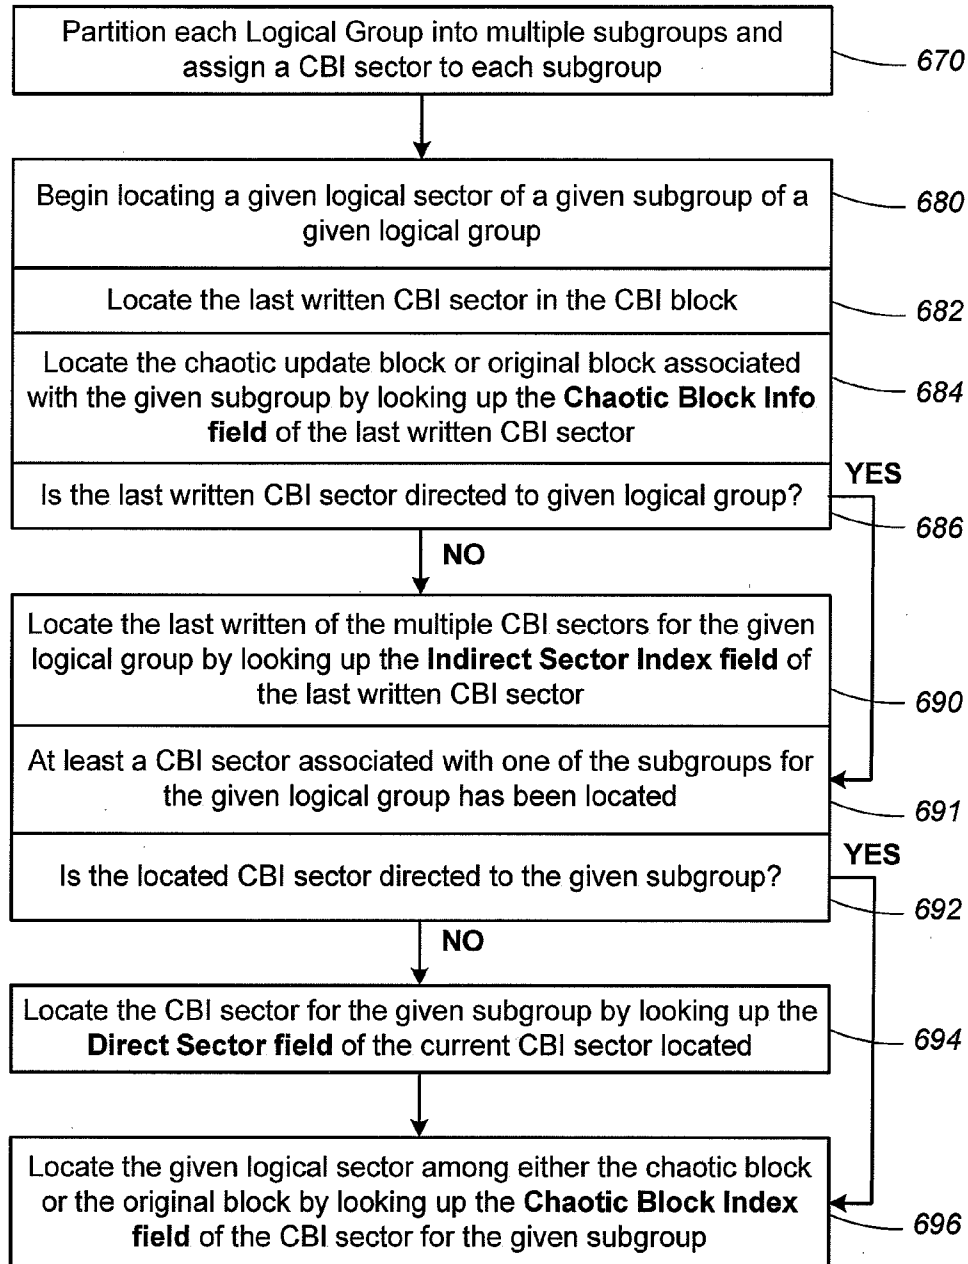 Partition each Logical Group into multiple subgroups and
assign a CBI sector to each subgroup
670
Begin locating a given logical sector of a given subgroup of a
given logical group
680
Locate the last written CBI sector in the CBI block
682
Locate the chaotic update block or original block associated
with the given subgroup by looking up the Chaotic Block Info
field of the last written CBI sector
684
Is the last written CBI sector directed to given logical group?
YES
686
NO
Locate the last written of the multiple CBI sectors for the given
logical group by looking up the Indirect Sector Index field of
the last written CBI sector
690
At least a CBI sector associated with one of the subgroups for
the given logical group has been located
691
Is the located CBI sector directed to the given subgroup?
YES
692
NO
Locate the CBI sector for the given subgroup by looking up the
Direct Sector field of the current CBI sector located
694
Locate the given logical sector among either the chaotic block
or the original block by looking up the Chaotic Block Index
field of the CBI sector for the given subgroup
696